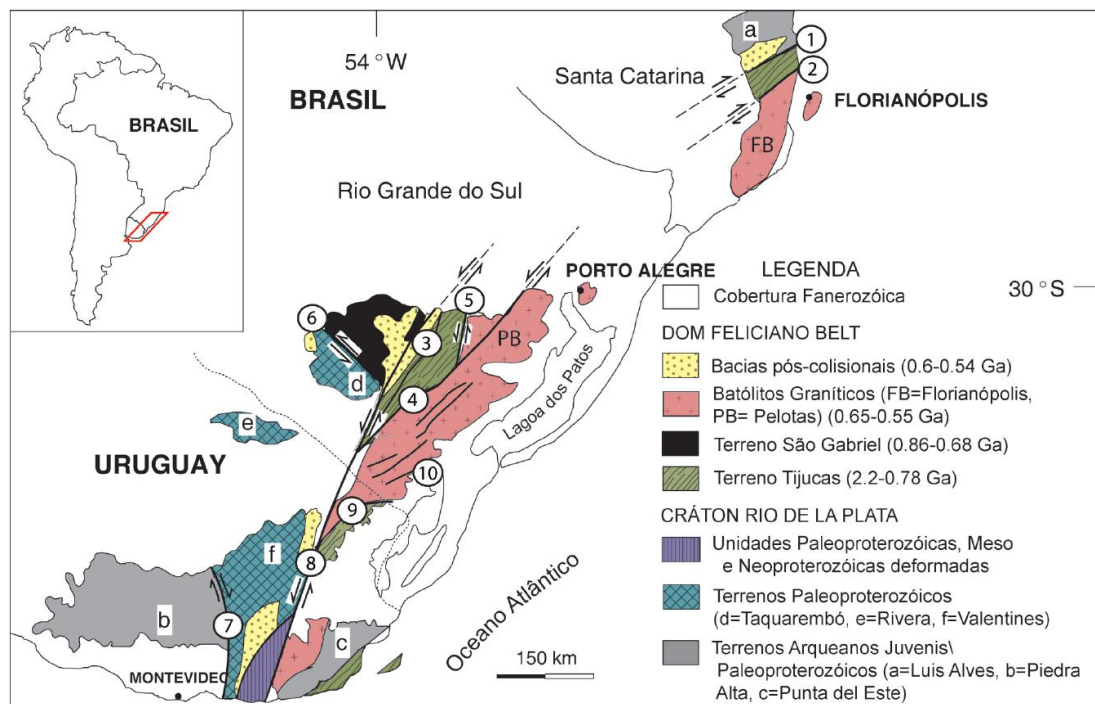 BRASIL
54 °W
BRASIL
Santa Catarina
a
1
2
FLORIANÓPOLIS
FB
Rio Grande do Sul
PORTO ALEGRE
30 °S
6
5
3
PB
d
4
Lagoa dos Patos
e
URUGUAY
10
9
f
8
b
7
c
MONTEVIDEO
Oceano Atlântico
150 km
LEGENDA
Cobertura Fanerozóica
DOM FELICIANO BELT
Bacias pós-colisionais (0.6-0.54 Ga)
Batólitos Graníticos (FB=Florianópolis,
PB= Pelotas) (0.65-0.55 Ga)
Terreno São Gabriel (0.86-0.68 Ga)
Terreno Tijucas (2.2-0.78 Ga)
CRÁTON RIO DE LA PLATA
Unidades Paleoproterozóicas, Meso
e Neoproterozóicas deformadas
Terrenos Paleoproterozóicos
(d=Taquarembó, e=Rivera, f=Valentines)
Terrenos Arqueanos Juvenis\
Paleoproterozóicos (a=Luis Alves, b=Piedra
Alta, c=Punta del Este)